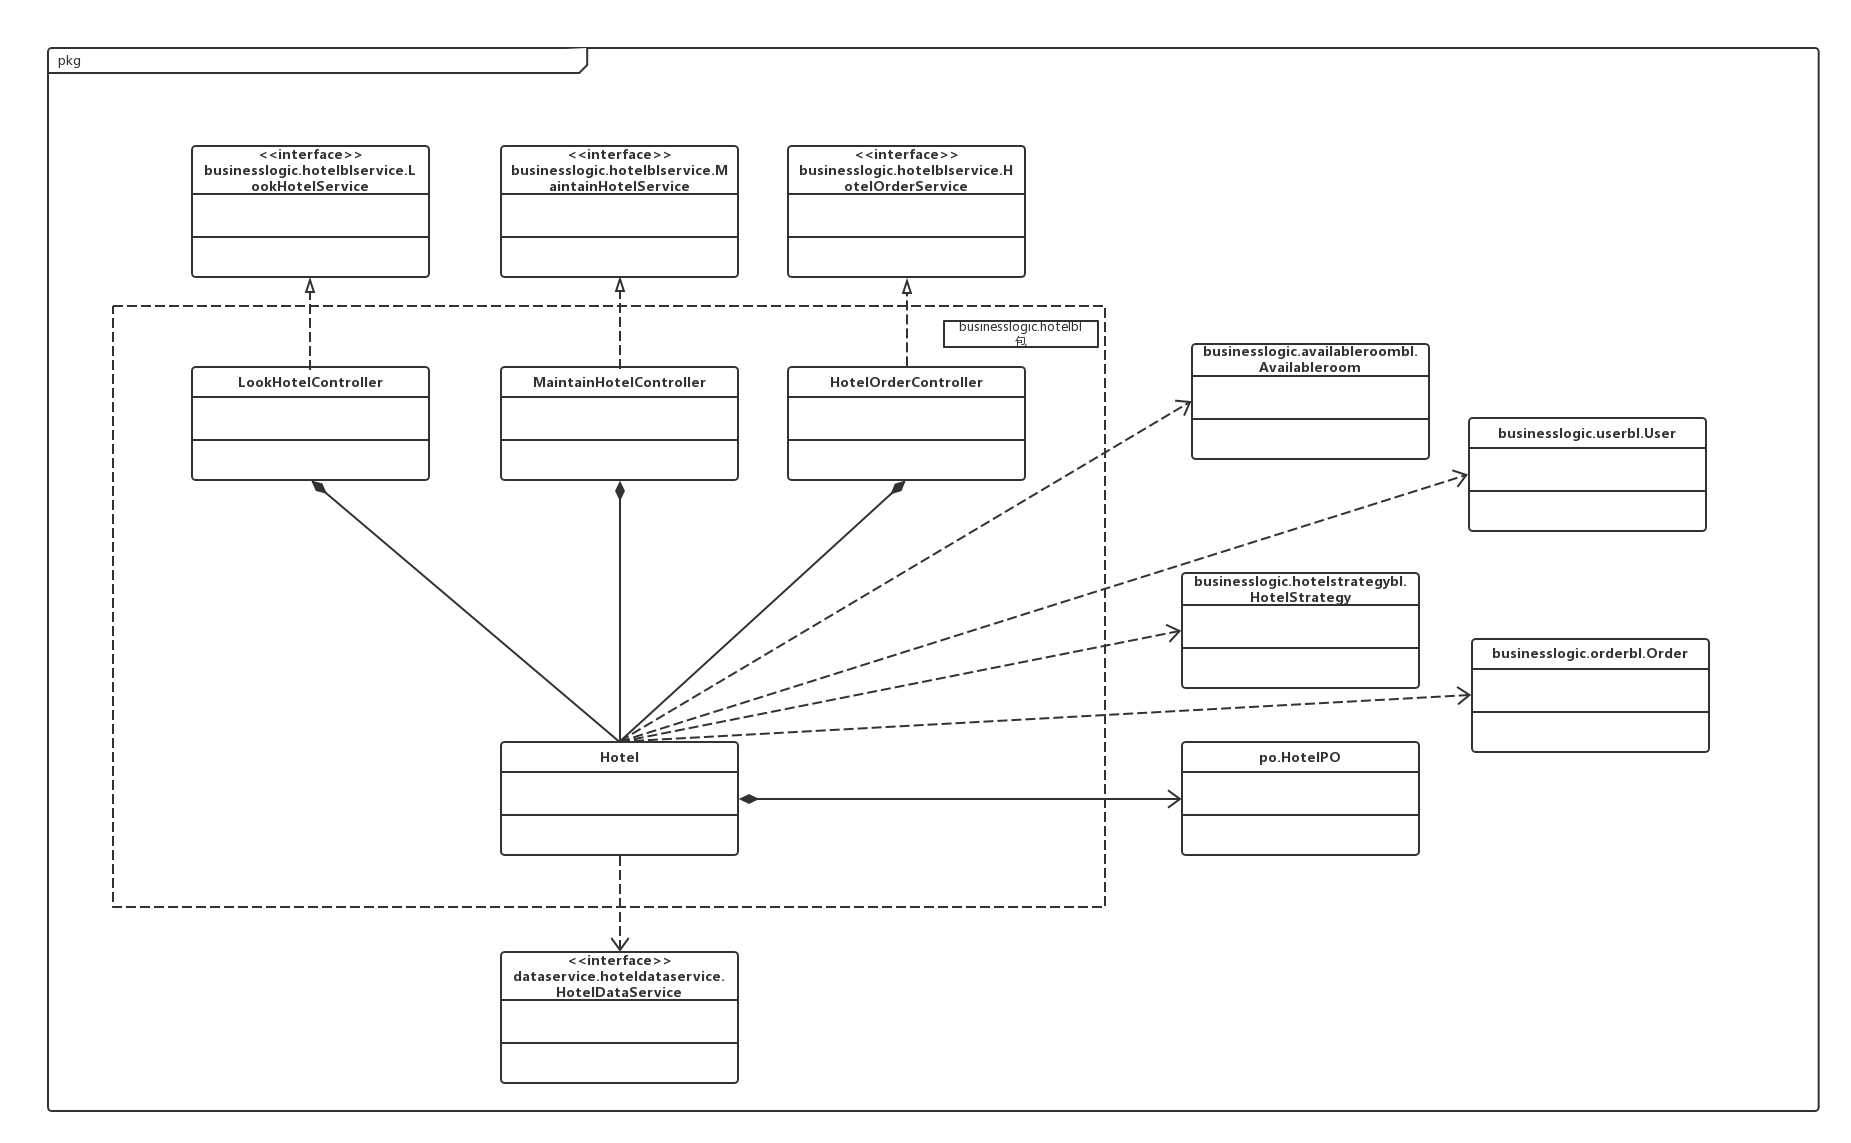 pkg
<<interface>>
businesslogic.hotelblservice.L
ookHotelService
<<interface>>
businesslogic.hotelblservice.M
aintainHotelService
<<interface>>
businesslogic.hotelblservice.H
otelOrderService
businesslogic.hotelbl
包
LookHotelController
MaintainHotelController
HotelOrderController
businesslogic.availableroombl.
Availableroom
businesslogic.userbl.User
businesslogic.hotelstrategybl.
HotelStrategy
businesslogic.orderbl.Order
Hotel
po.HotelPO
<<interface>>
dataservice.hoteldataservice.
HotelDataService